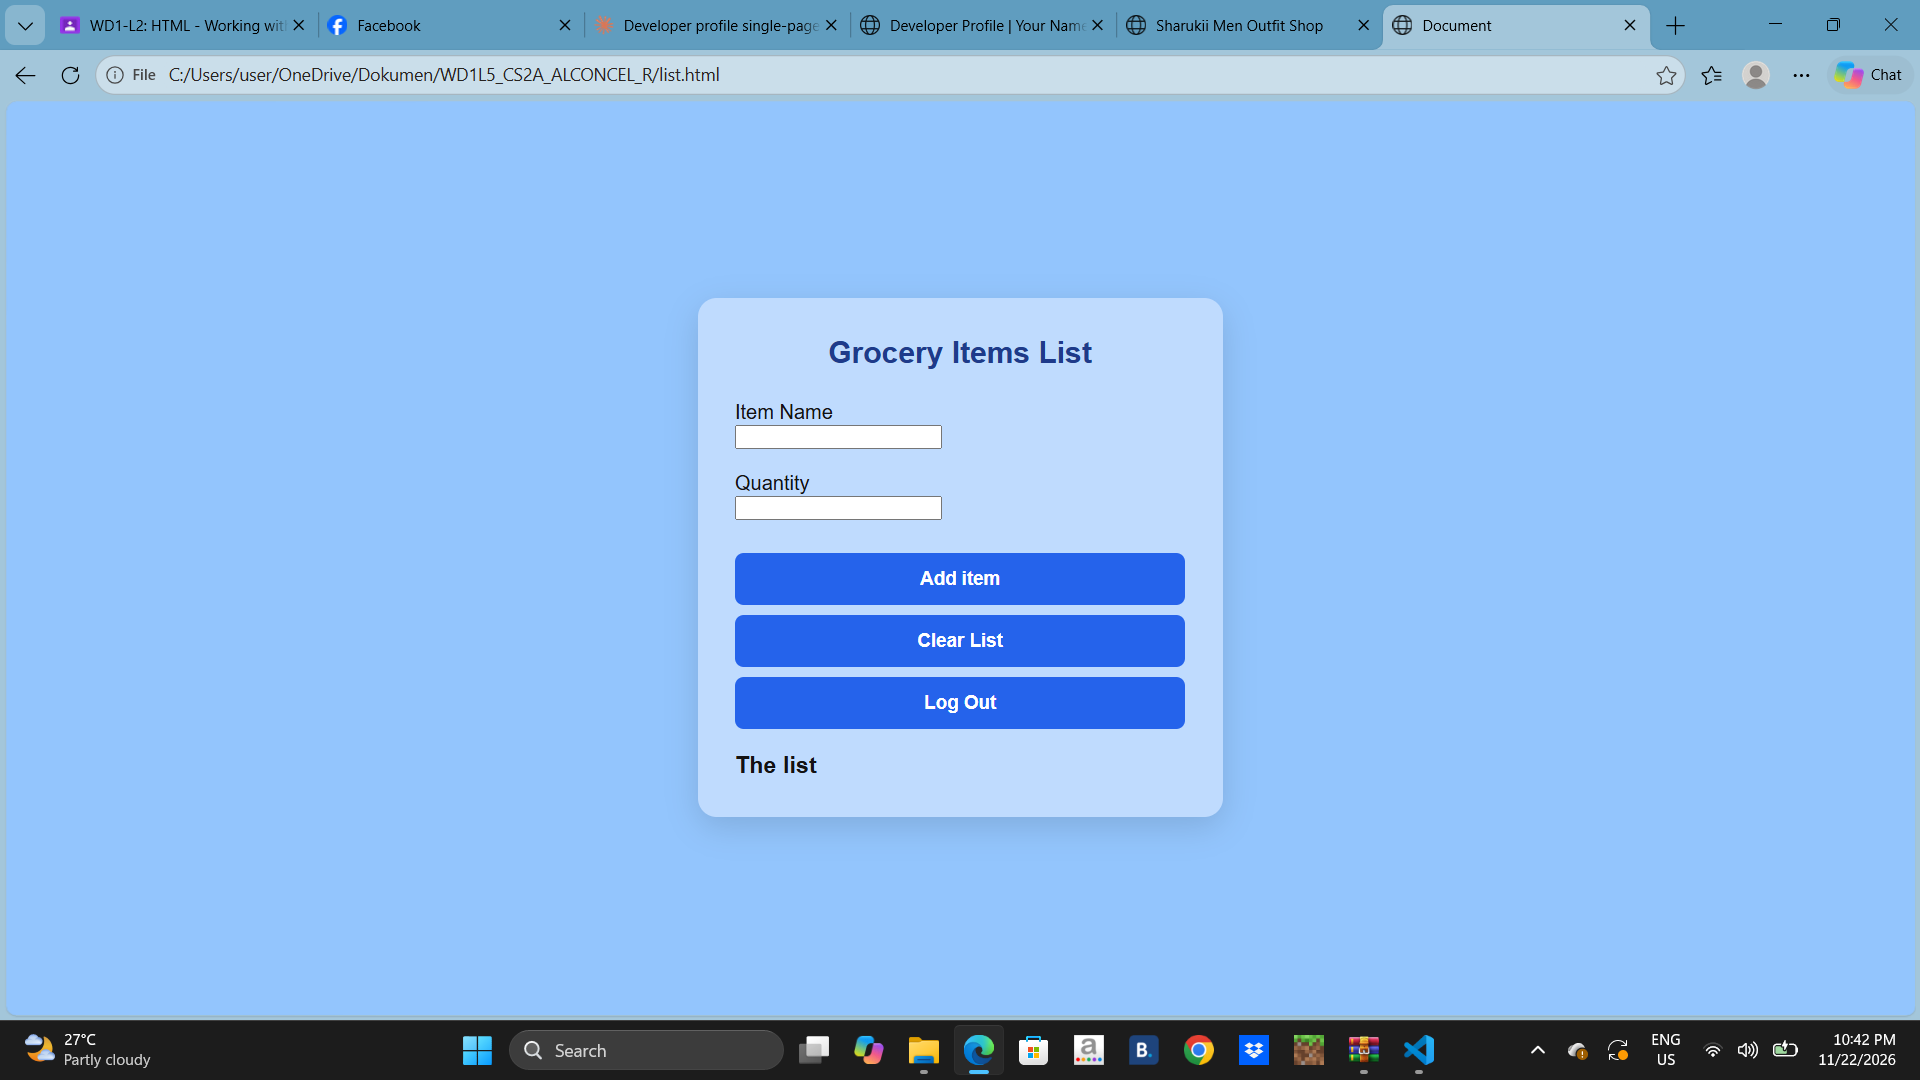 WD1-L2: HTML - Working wit
Facebook
Developer profile single-page
Developer Profile | Your Name
Sharukii Men Outfit Shop
Document
File C:/Users/user/OneDrive/Dokumen/WD1L5_CS2A_ALCONCEL_R/list.html
Chat
Grocery Items List
Item Name
Quantity
Add item
Clear List
Log Out
The list
27°C
Partly cloudy
Search
a
B.
ENG
US
10:42 PM
11/22/2026